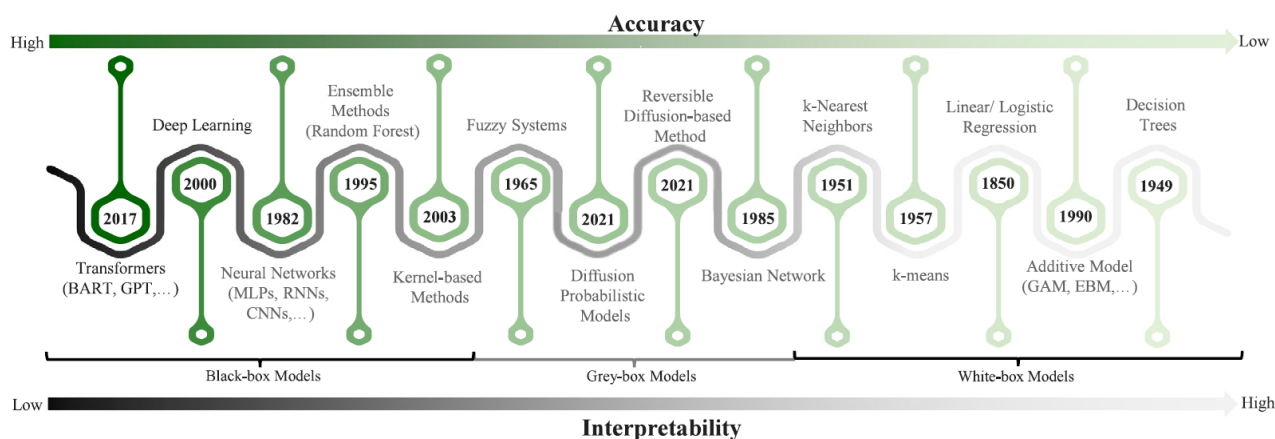 Accuracy
High
Low
Ensemble
Methods
(Random Forest)
Reversible
Diffusion-based
Method
k-Nearest
Neighbors
Linear/ Logistic
Regression
Decision
Trees
Deep Learning
Fuzzy Systems
2017
2000
1982
1995
2003
1965
2021
2021
1985
1951
1957
1850
1990
1949
Transformers
(BART, GPT,...)
Neural Networks
(MLPs, RNNs,
CNNs,...)
Kernel-based
Methods
Diffusion
Probabilistic
Models
Bayesian Network
k-means
Additive Model
(GAM, EBM,...)
Black-box Models
Grey-box Models
White-box Models
Low
High
Interpretability